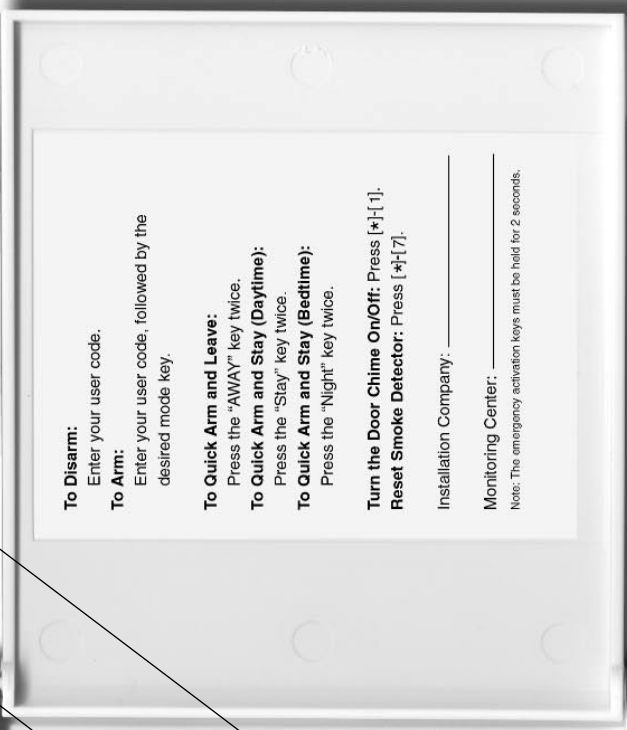 To Disarm:
Enter your user code.
To Arm:
Enter your user code, followed by the
desired mode key.
To Quick Arm and Leave:
Press the “AWAY” key twice.
To Quick Arm and Stay (Daytime):
Press the “Stay” key twice.
To Quick Arm and Stay (Bedtime):
Press the “Night” key twice.
Turn the Door Chime On/Off: Press [*]-[1].
Reset Smoke Detector: Press [*]-[7].
Installation Company:
Monitoring Center:
Note: The emergency activation keys must be held for 2 seconds.